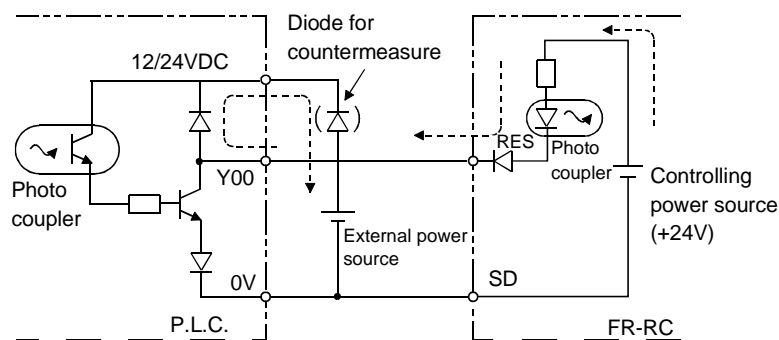 Diode for
countermeasure
12/24VDC
RES
Photo
coupler
Photo
coupler
Y00
Controlling
power source
(+24V)
External power
source
0V
SD
P.L.C.
FR-RC